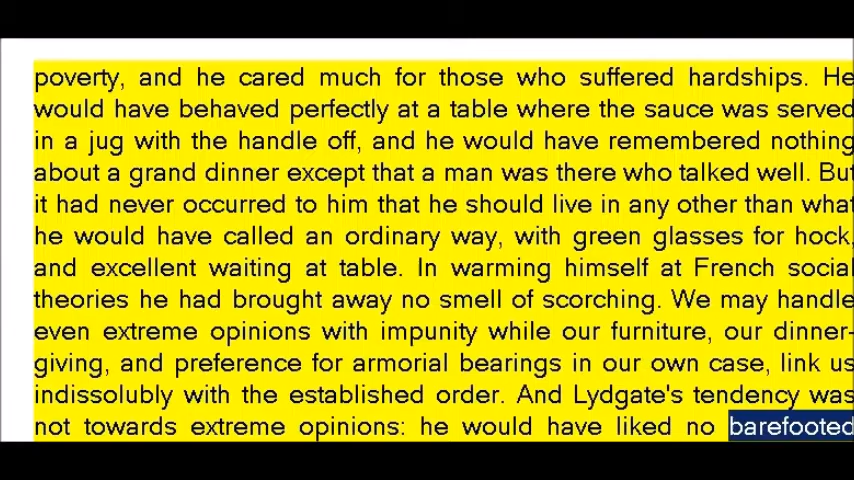 poverty, and he cared much for those who suffered hardships. He
would have behaved perfectly at a table where the sauce was served
in a jug with the handle off, and he would have remembered nothing
about a grand dinner except that a man was there who talked well. But
it had never occurred to him that he should live in any other than what
he would have called an ordinary way, with green glasses for hock,
and excellent waiting at table. In warming himself at French social
theories he had brought away no smell of scorching. We may handle
even extreme opinions with impunity while our furniture, our dinner-
giving, and preference for armorial bearings in our own case, link us
indissolubly with the established order. And Lydgate's tendency was
not towards extreme opinions: he would have liked no barefooted